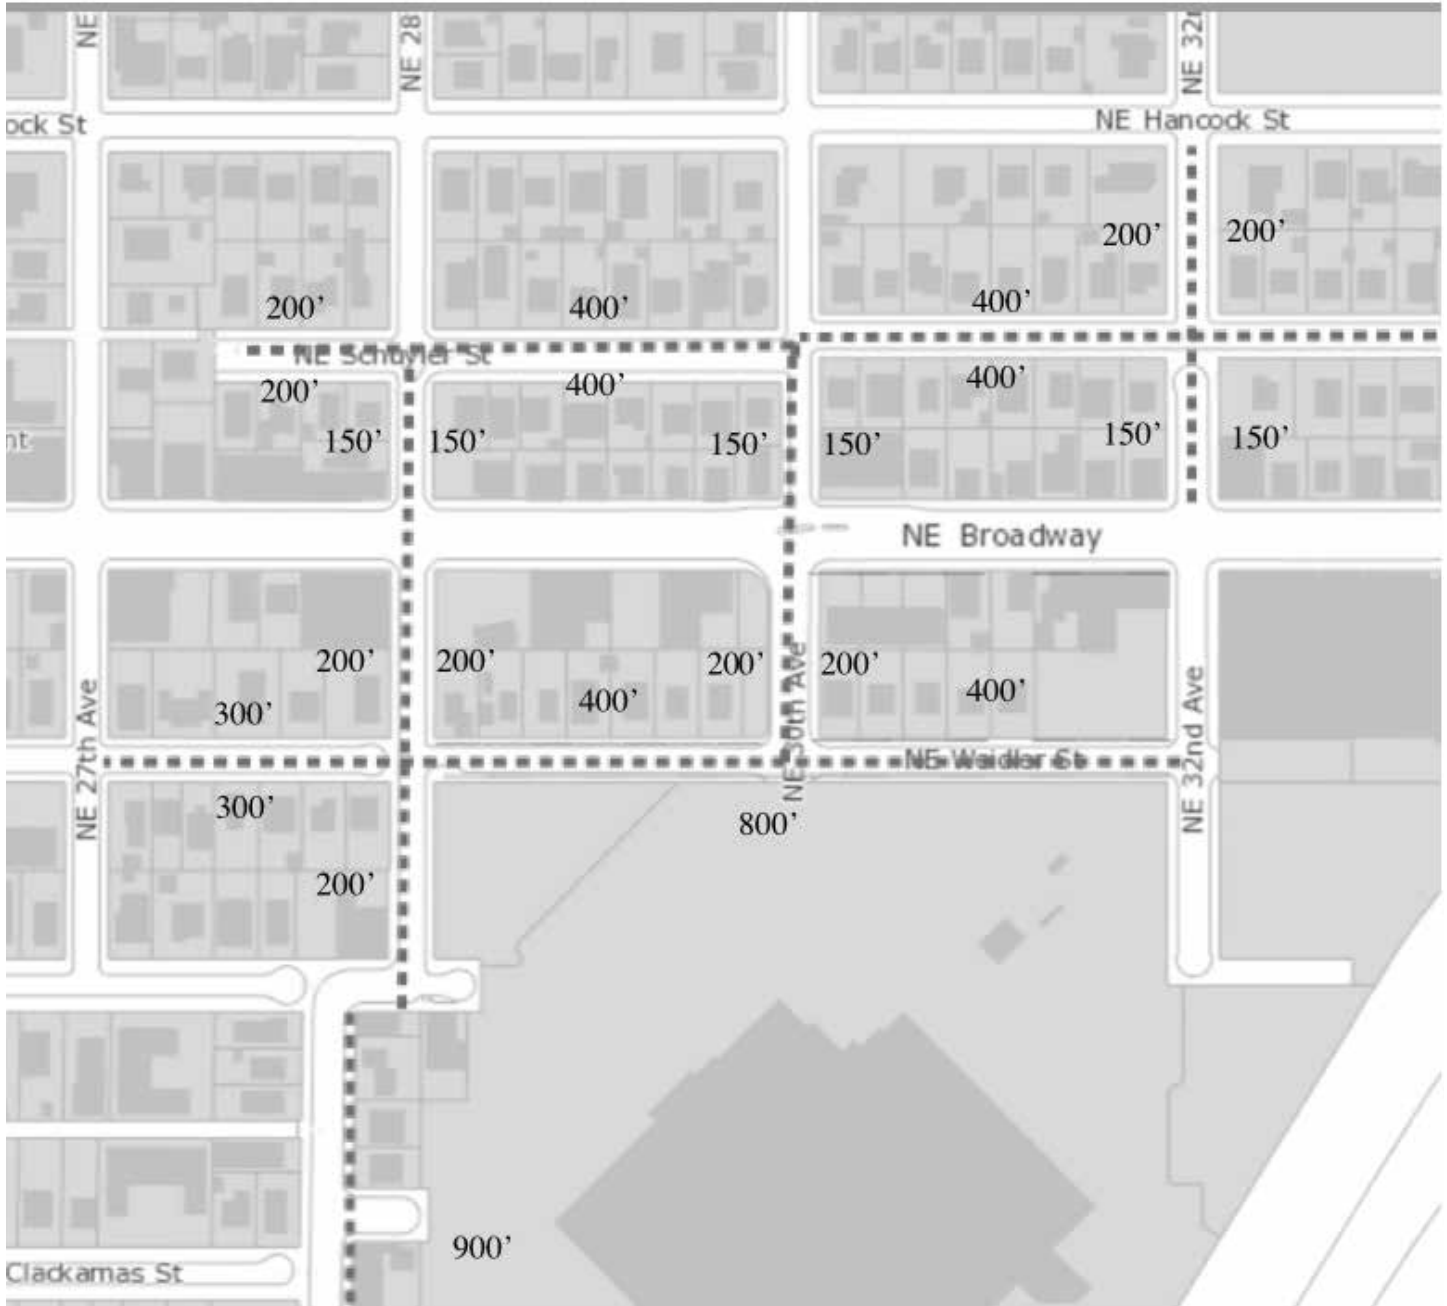 NE
NE 28
NE 32
ock St
NE Hancock St
200’
200’
200’
400’
400’
NE Schuyler St
200’
400’
400’
nt
150’
150’
150’
150’
150’
150’
NE Broadway
200’
200’
200’
200’
300’
400’
400’
NE 27th Ave
NE 30th Ave
NE 32nd Ave
NE Weidler St
300’
800’
200’
900’
Clackamas St